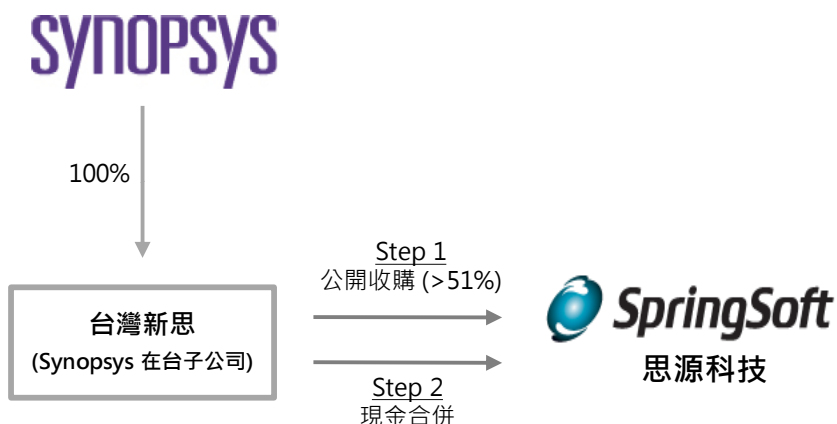 SYNOPSYS
100%
Step 1
公開收購 (>51%)
台灣新思
(Synopsys 在台子公司)
SpringSoft
思源科技
Step 2
現金合併